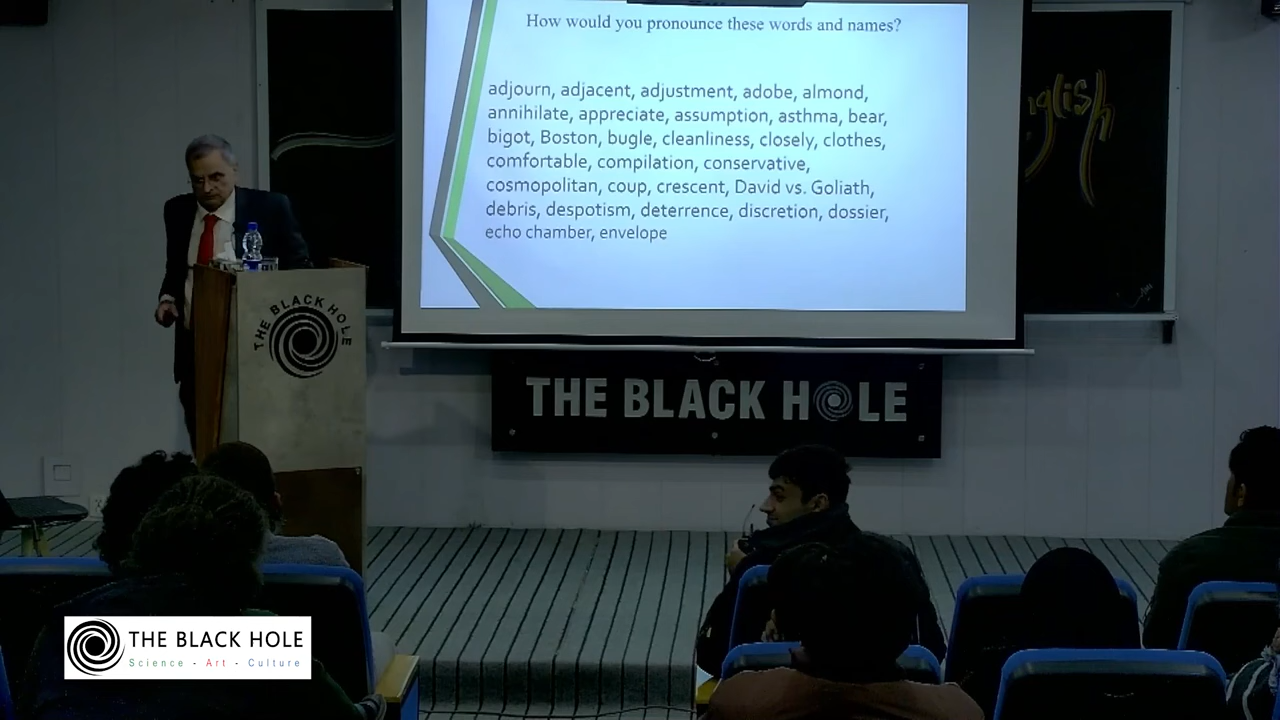 How would you pronounce these words and names?
adjourn, adjacent, adjustment, adobe, almond,
annihilate, appreciate, assumption, asthma, bear,
bigot, Boston, bugle, cleanliness, closely, clothes,
comfortable, compilation, conservative,
cosmopolitan, coup, crescent, David vs. Goliath,
debris, despotism, deterrence, discretion, dossier,
echo chamber, envelope
glish
THE BLACK HOLE
THE BLACK HOLE
THE BLACK HOLE
Science - Art - Culture